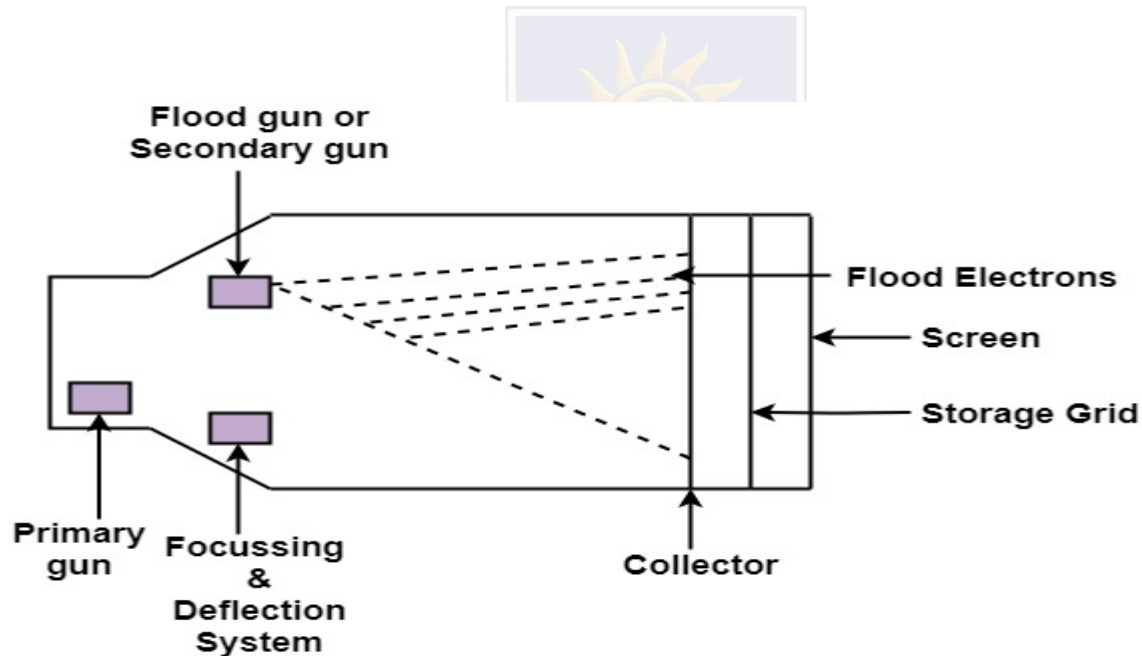 Flood gun or
Secondary gun
Flood Electrons
Screen
Storage Grid
Primary
gun
Focussing
&
Deflection
System
Collector